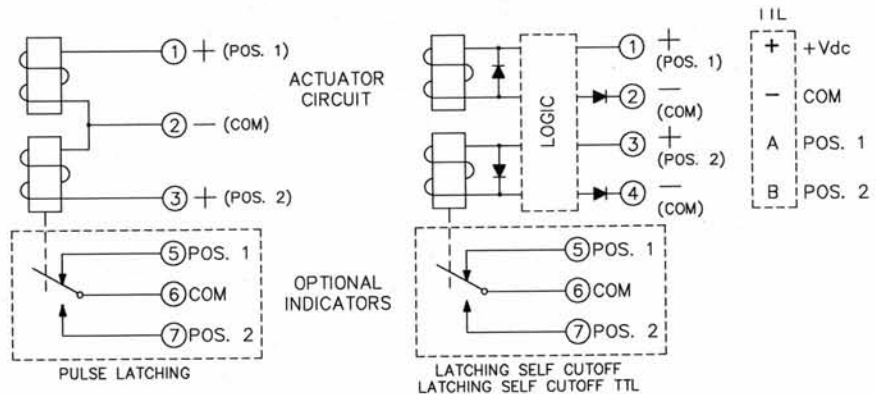 1 + (POS. 1)
2 — (COM)
3 + (POS. 2)
ACTUATOR
CIRCUIT
5 POS. 1
6 COM
7 POS. 2
PULSE LATCHING
OPTIONAL
INDICATORS
LOGIC
1 +
(POS. 1)
2 —
(COM)
3 +
(POS. 2)
4 —
(COM)
5 POS. 1
6 COM
7 POS. 2
LATCHING SELF CUTOFF
LATCHING SELF CUTOFF TTL
TTL
+ +Vdc
— COM
A POS. 1
B POS. 2